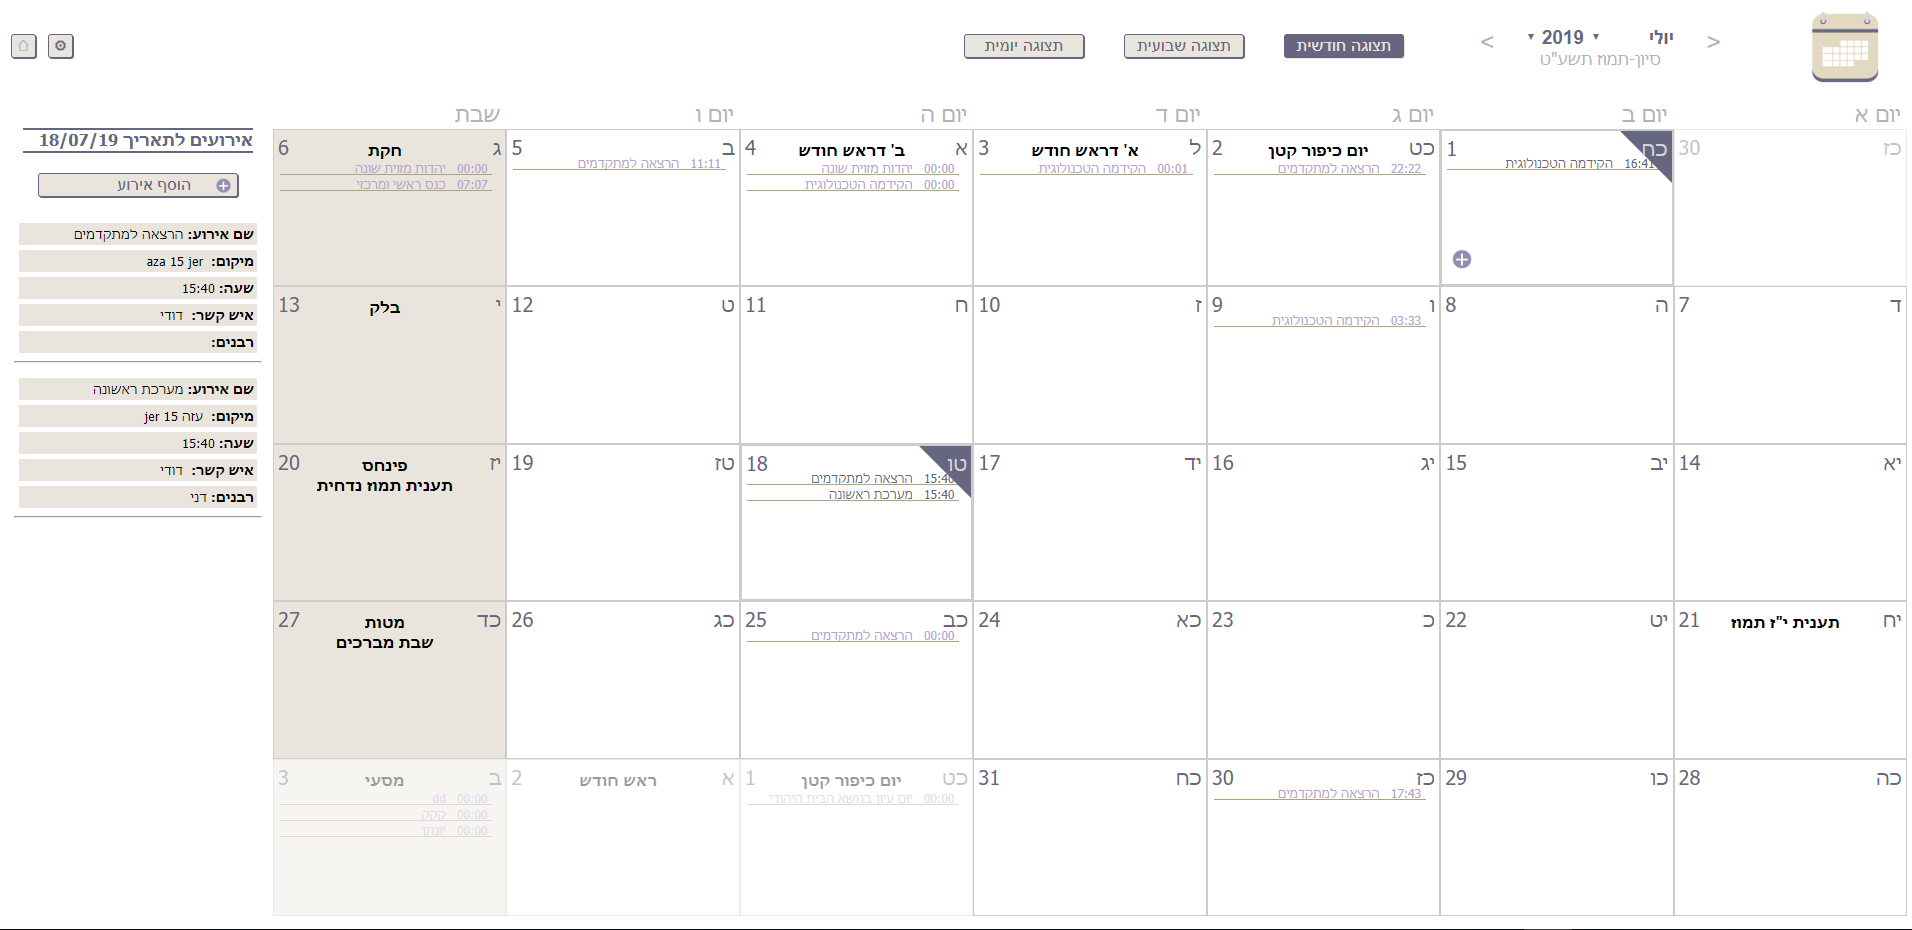 < יולי ▾ 2019 ▾ >
סיון-תמוז תשע"ט
תצוגה חודשית
תצוגה שבועית
תצוגה יומית
יום א
יום ב
יום ג
יום ד
יום ה
יום ו
שבת
כז 30
כח 1
16:41 הקידמה הטכנולוגית
כט 2
יום כיפור קטן
22:22 הרצאה למתקדמים
ל 3
א' דראש חודש
00:01 הקידמה הטכנולוגית
א 4
ב' דראש חודש
00:00 יהדות מזוית שונה
00:00 הקידמה הטכנולוגית
ב 5
11:11 הרצאה למתקדמים
ג 6
חקת
00:00 יהדות מזוית שונה
07:07 כנס ראשי ומרכזי
ד 7
ה 8
ו 9
03:33 הקידמה הטכנולוגית
ז 10
ח 11
ט 12
י 13
בלק
יא 14
יב 15
יג 16
יד 17
טו 18
15:40 הרצאה למתקדמים
15:40 מערכת ראשונה
טז 19
יז 20
פינחס
תענית תמוז נדחית
יח 21
תענית י"ז תמוז
יט 22
כ 23
כא 24
כב 25
00:00 הרצאה למתקדמים
כג 26
כד 27
מטות
שבת מברכים
כה 28
כו 29
כז 30
17:43 הרצאה למתקדמים
כח 31
כט 1
יום כיפור קטן
00:00 יום עיון בנושא הבית היהודי
א 2
ראש חודש
ב 3
מסעי
00:00 dd
00:00 קקק
00:00 יונתן
אירועים לתאריך 18/07/19
הוסף אירוע
שם אירוע: הרצאה למתקדמים
מיקום: aza 15 jer
שעה: 15:40
איש קשר: דודי
רבנים:
שם אירוע: מערכת ראשונה
מיקום: עזה 15 jer
שעה: 15:40
איש קשר: דודי
רבנים: דני